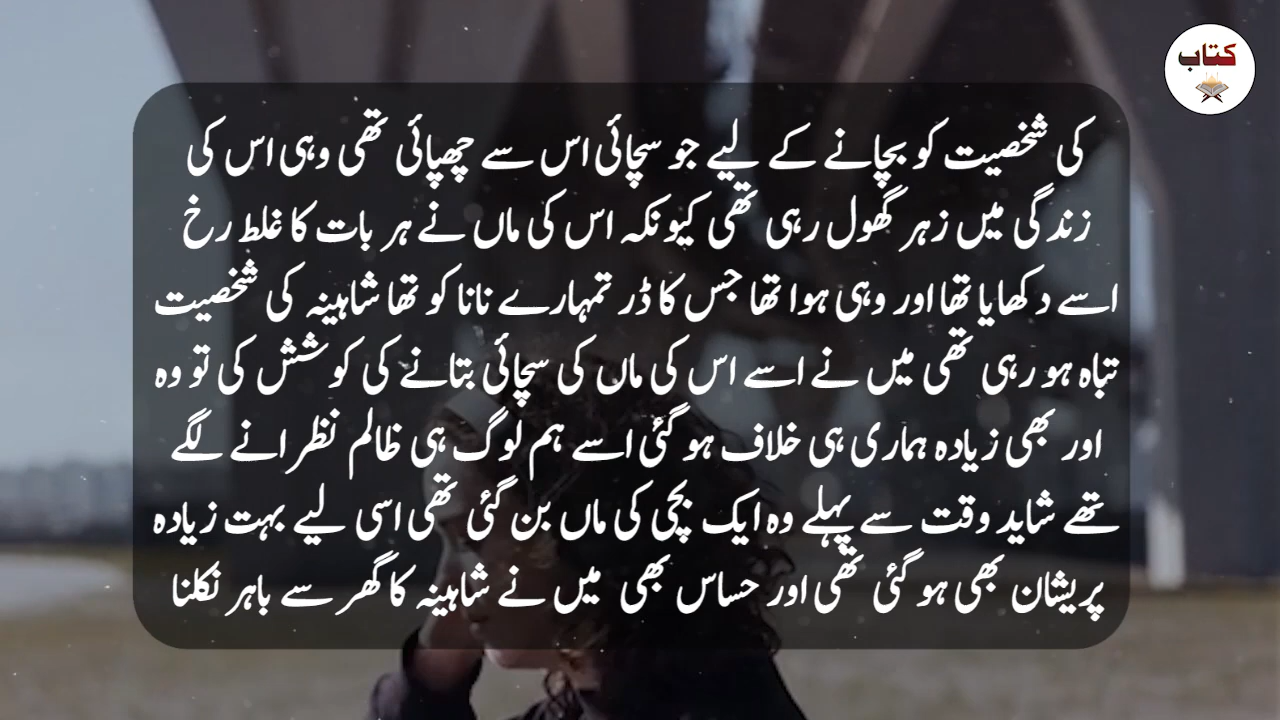 کتاب
کی شخصیت کو بچانے کے لیے جو سچائی اس سے چھپائی تھی وہی اس کی
زندگی میں زہر گھول رہی تھی کیونکہ اس کی ماں نے ہر بات کا غلط رخ
اسے دکھایا تھا اور وہی ہوا تھا جس کا ڈر تمہارے نانا کو تھا شاہینہ کی شخصیت
تباہ ہو رہی تھی میں نے اسے اس کی ماں کی سچائی بتانے کی کوشش کی تو وہ
اور بھی زیادہ ہماری ہی خلاف ہو گئی اسے ہم لوگ ہی ظالم نظر انے لگے
تھے شاید وقت سے پہلے وہ ایک بچی کی ماں بن گئی تھی اسی لیے بہت زیادہ
پریشان بھی ہو گئی تھی اور حساس بھی میں نے شاہینہ کا گھر سے باہر نکلنا